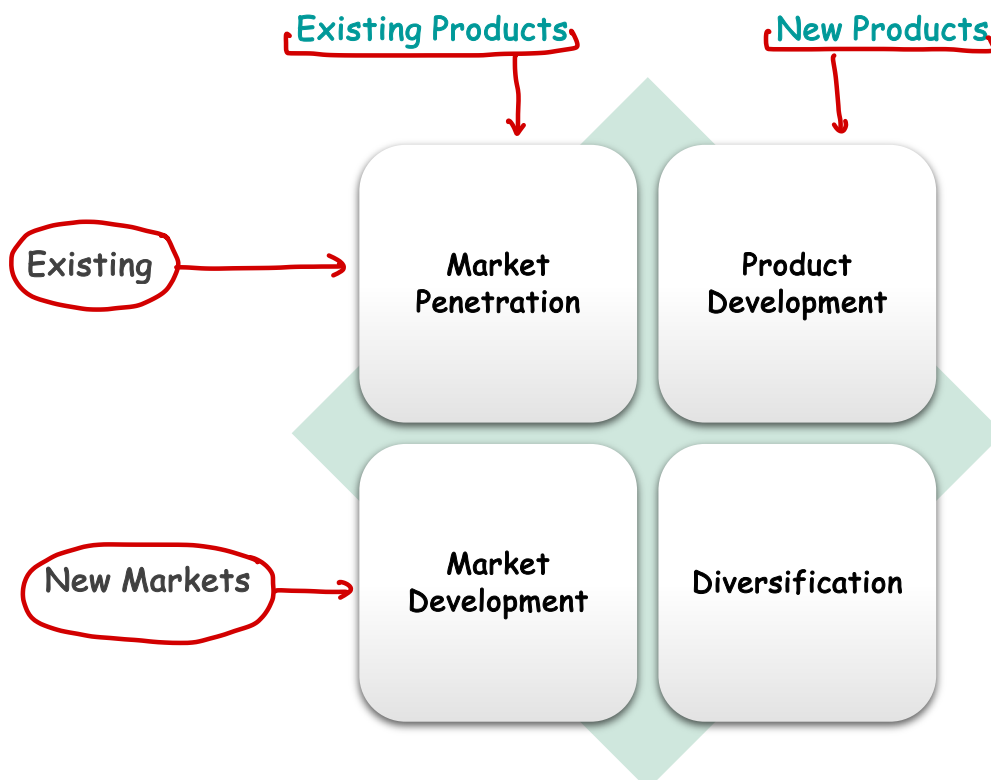 Existing Products
New Products
Existing
Market
Penetration
Product
Development
New Markets
Market
Development
Diversification